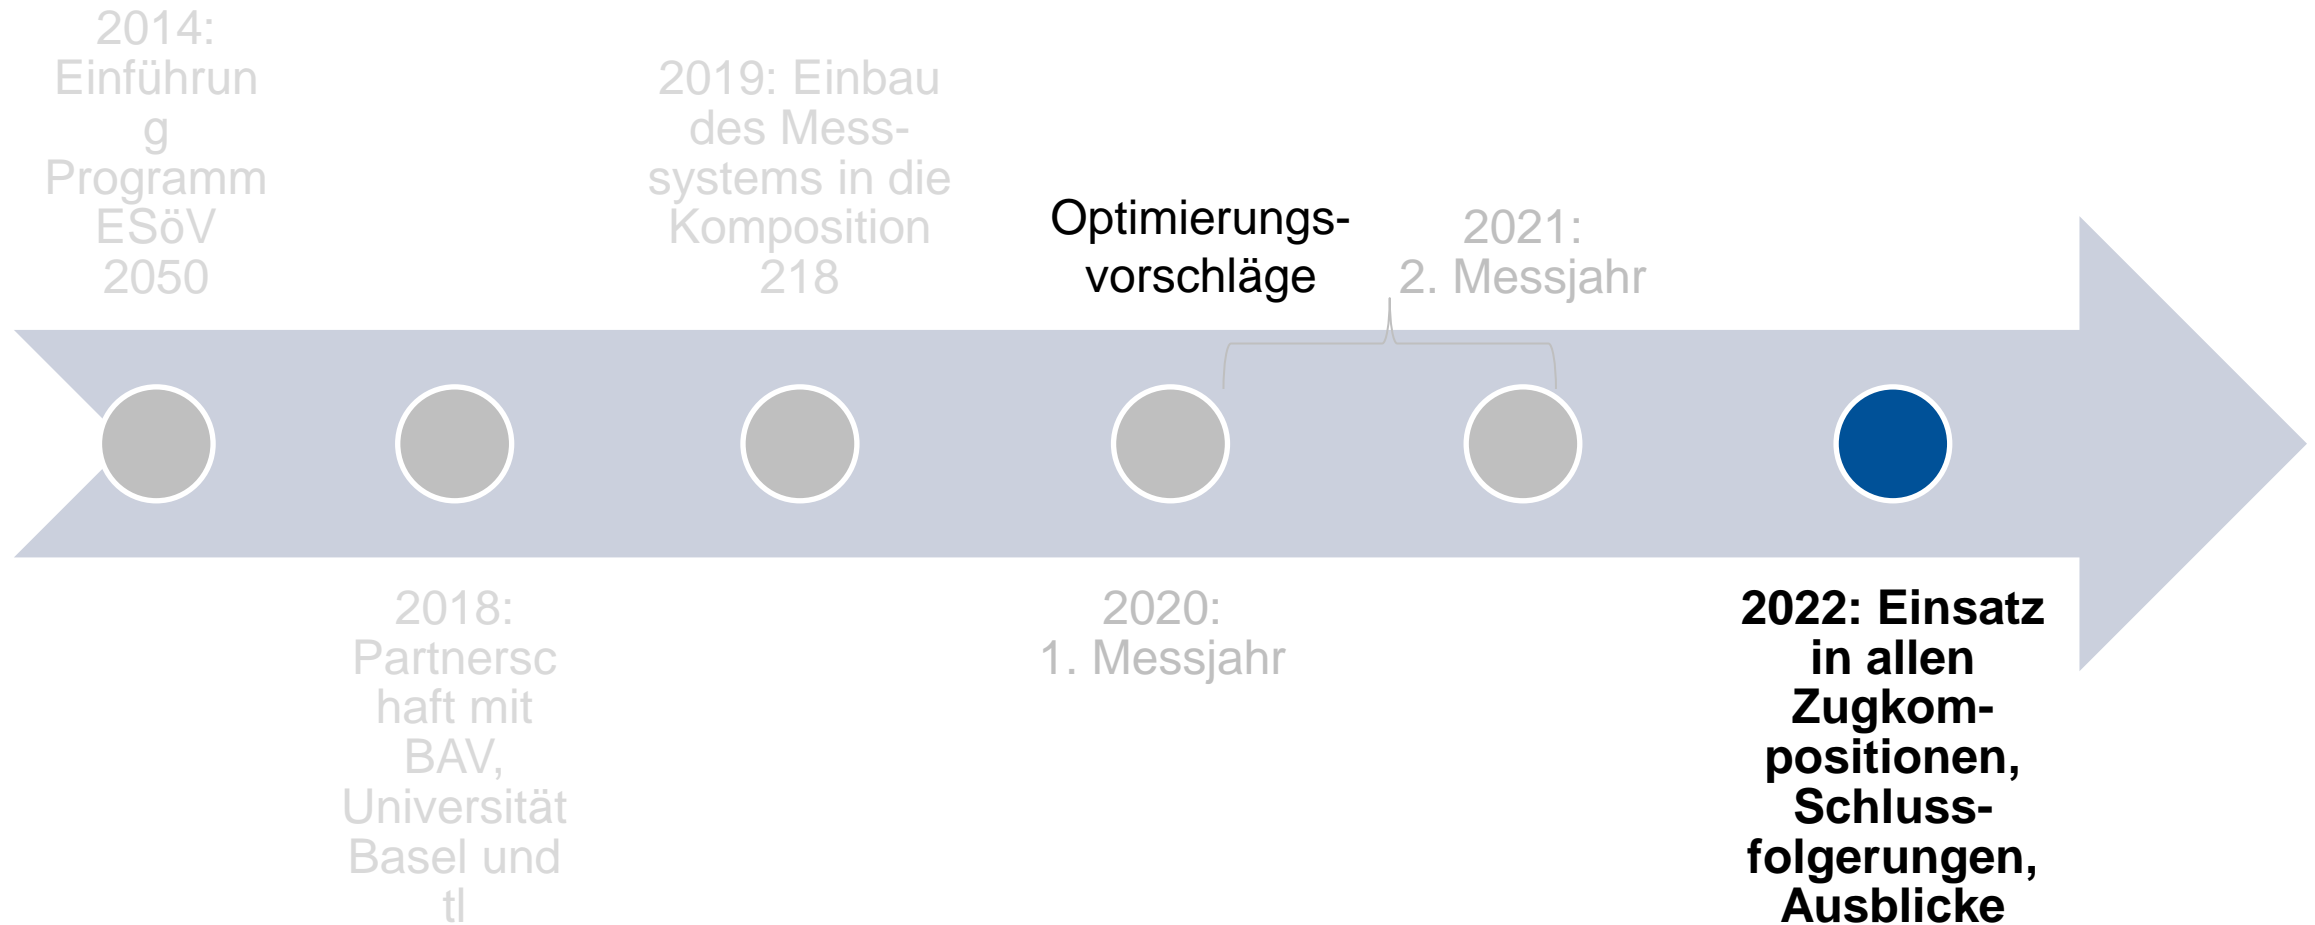 2014:
Einführun
g
Programm
ESöV
2050
2018:
Partnersc
haft mit
BAV,
Universität
Basel und
tl
2019: Einbau
des Mess-
systems in die
Komposition
218
2020:
1. Messjahr
Optimierungs-
vorschläge
2021:
2. Messjahr
2022: Einsatz
in allen
Zugkom-
positionen,
Schluss-
folgerungen,
Ausblicke